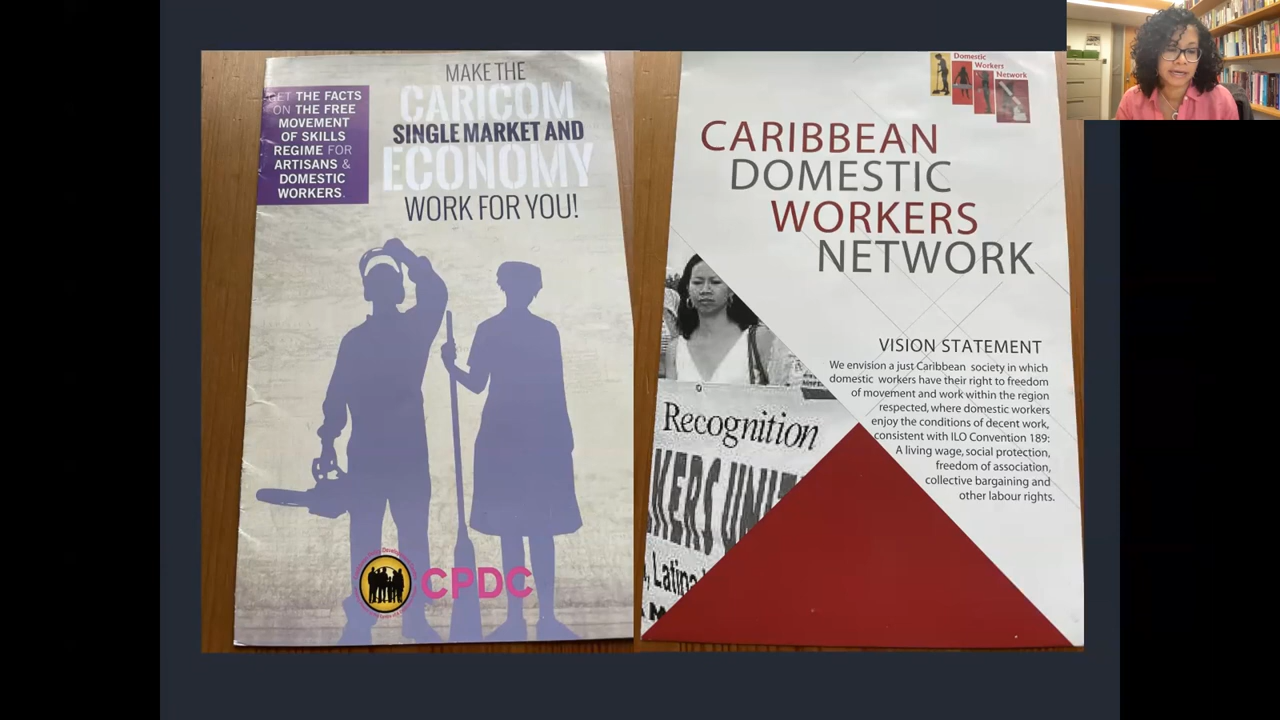 GET THE FACTS
ON THE FREE
MOVEMENT
OF SKILLS
REGIME FOR
ARTISANS &
DOMESTIC
WORKERS.
MAKE THE
CARICOM
SINGLE MARKET AND
ECONOMY
WORK FOR YOU!
CPDC
Domestic
Workers
Network
CARIBBEAN
DOMESTIC
WORKERS
NETWORK
VISION STATEMENT
We envision a just Caribbean society in which
domestic workers have their right to freedom
of movement and work within the region
respected, where domestic workers
enjoy the conditions of decent work,
consistent with ILO Convention 189:
A living wage, social protection,
freedom of association,
collective bargaining and
other labour rights.
Recognition
KERS UNIT
Latina